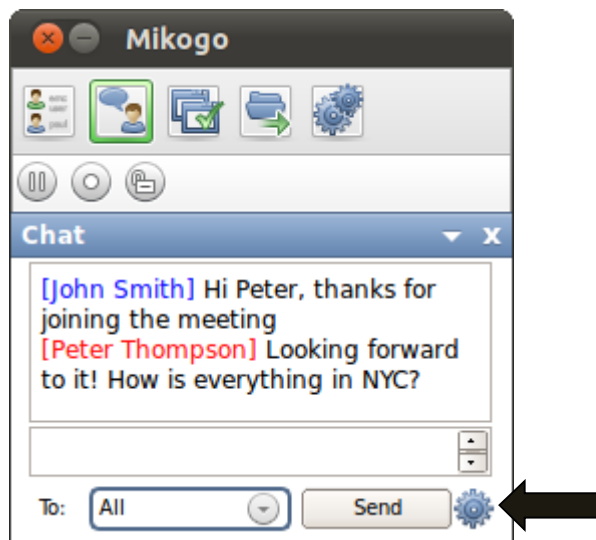 Mikogo
Chat
[John Smith] Hi Peter, thanks for
joining the meeting
[Peter Thompson] Looking forward
to it! How is everything in NYC?
To: All Send